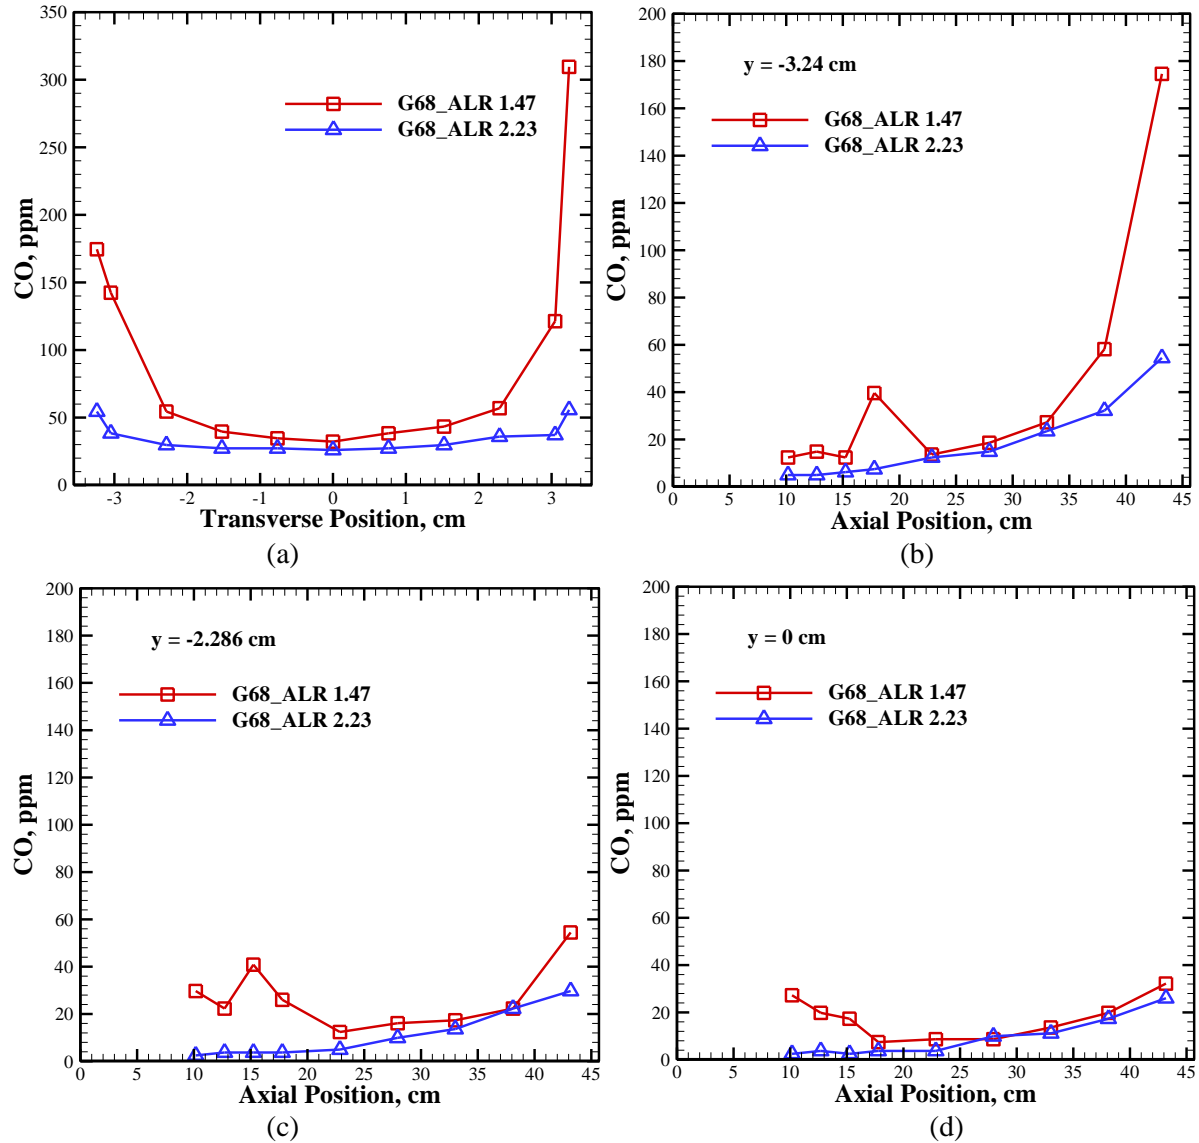 350
300
250
200
150
100
50
0
CO, ppm
G68_ALR 1.47
G68_ALR 2.23
-3 -2 -1 0 1 2 3
Transverse Position, cm
(a)
200
180
160
140
120
100
80
60
40
20
0
CO, ppm
y = -3.24 cm
G68_ALR 1.47
G68_ALR 2.23
0 5 10 15 20 25 30 35 40 45
Axial Position, cm
(b)
200
180
160
140
120
100
80
60
40
20
0
CO, ppm
y = -2.286 cm
G68_ALR 1.47
G68_ALR 2.23
0 5 10 15 20 25 30 35 40 45
Axial Position, cm
(c)
200
180
160
140
120
100
80
60
40
20
0
CO, ppm
y = 0 cm
G68_ALR 1.47
G68_ALR 2.23
0 5 10 15 20 25 30 35 40 45
Axial Position, cm
(d)